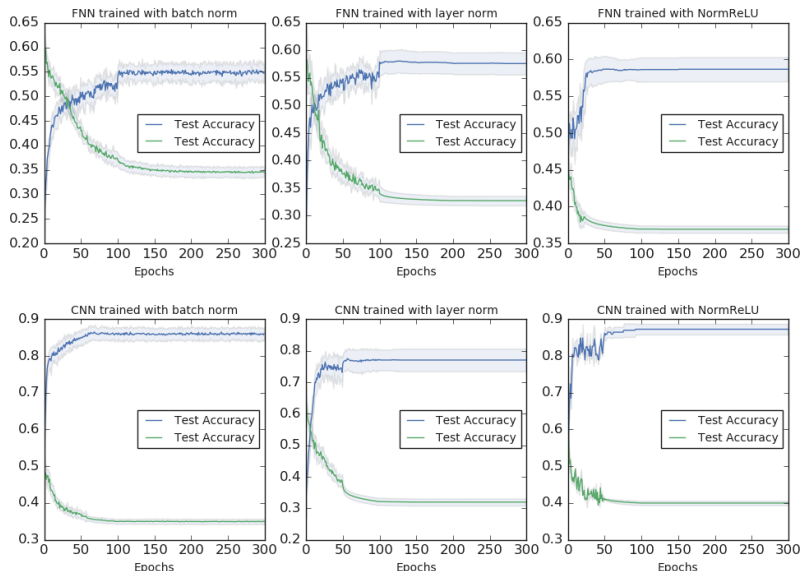 FNN trained with batch norm
0.65
0.60
0.55
0.50
0.45
0.40
0.35
0.30
0.25
0.20
Test Accuracy
Test Accuracy
0 50 100 150 200 250 300
Epochs
FNN trained with layer norm
0.65
0.60
0.55
0.50
0.45
0.40
0.35
0.30
0.25
Test Accuracy
Test Accuracy
0 50 100 150 200 250 300
Epochs
FNN trained with NormReLU
0.65
0.60
0.55
0.50
0.45
0.40
0.35
Test Accuracy
Test Accuracy
0 50 100 150 200 250 300
Epochs
CNN trained with batch norm
0.9
0.8
0.7
0.6
0.5
0.4
0.3
Test Accuracy
Test Accuracy
0 50 100 150 200 250 300
Epochs
CNN trained with layer norm
0.9
0.8
0.7
0.6
0.5
0.4
0.3
0.2
Test Accuracy
Test Accuracy
0 50 100 150 200 250 300
Epochs
CNN trained with NormReLU
0.9
0.8
0.7
0.6
0.5
0.4
0.3
Test Accuracy
Test Accuracy
0 50 100 150 200 250 300
Epochs